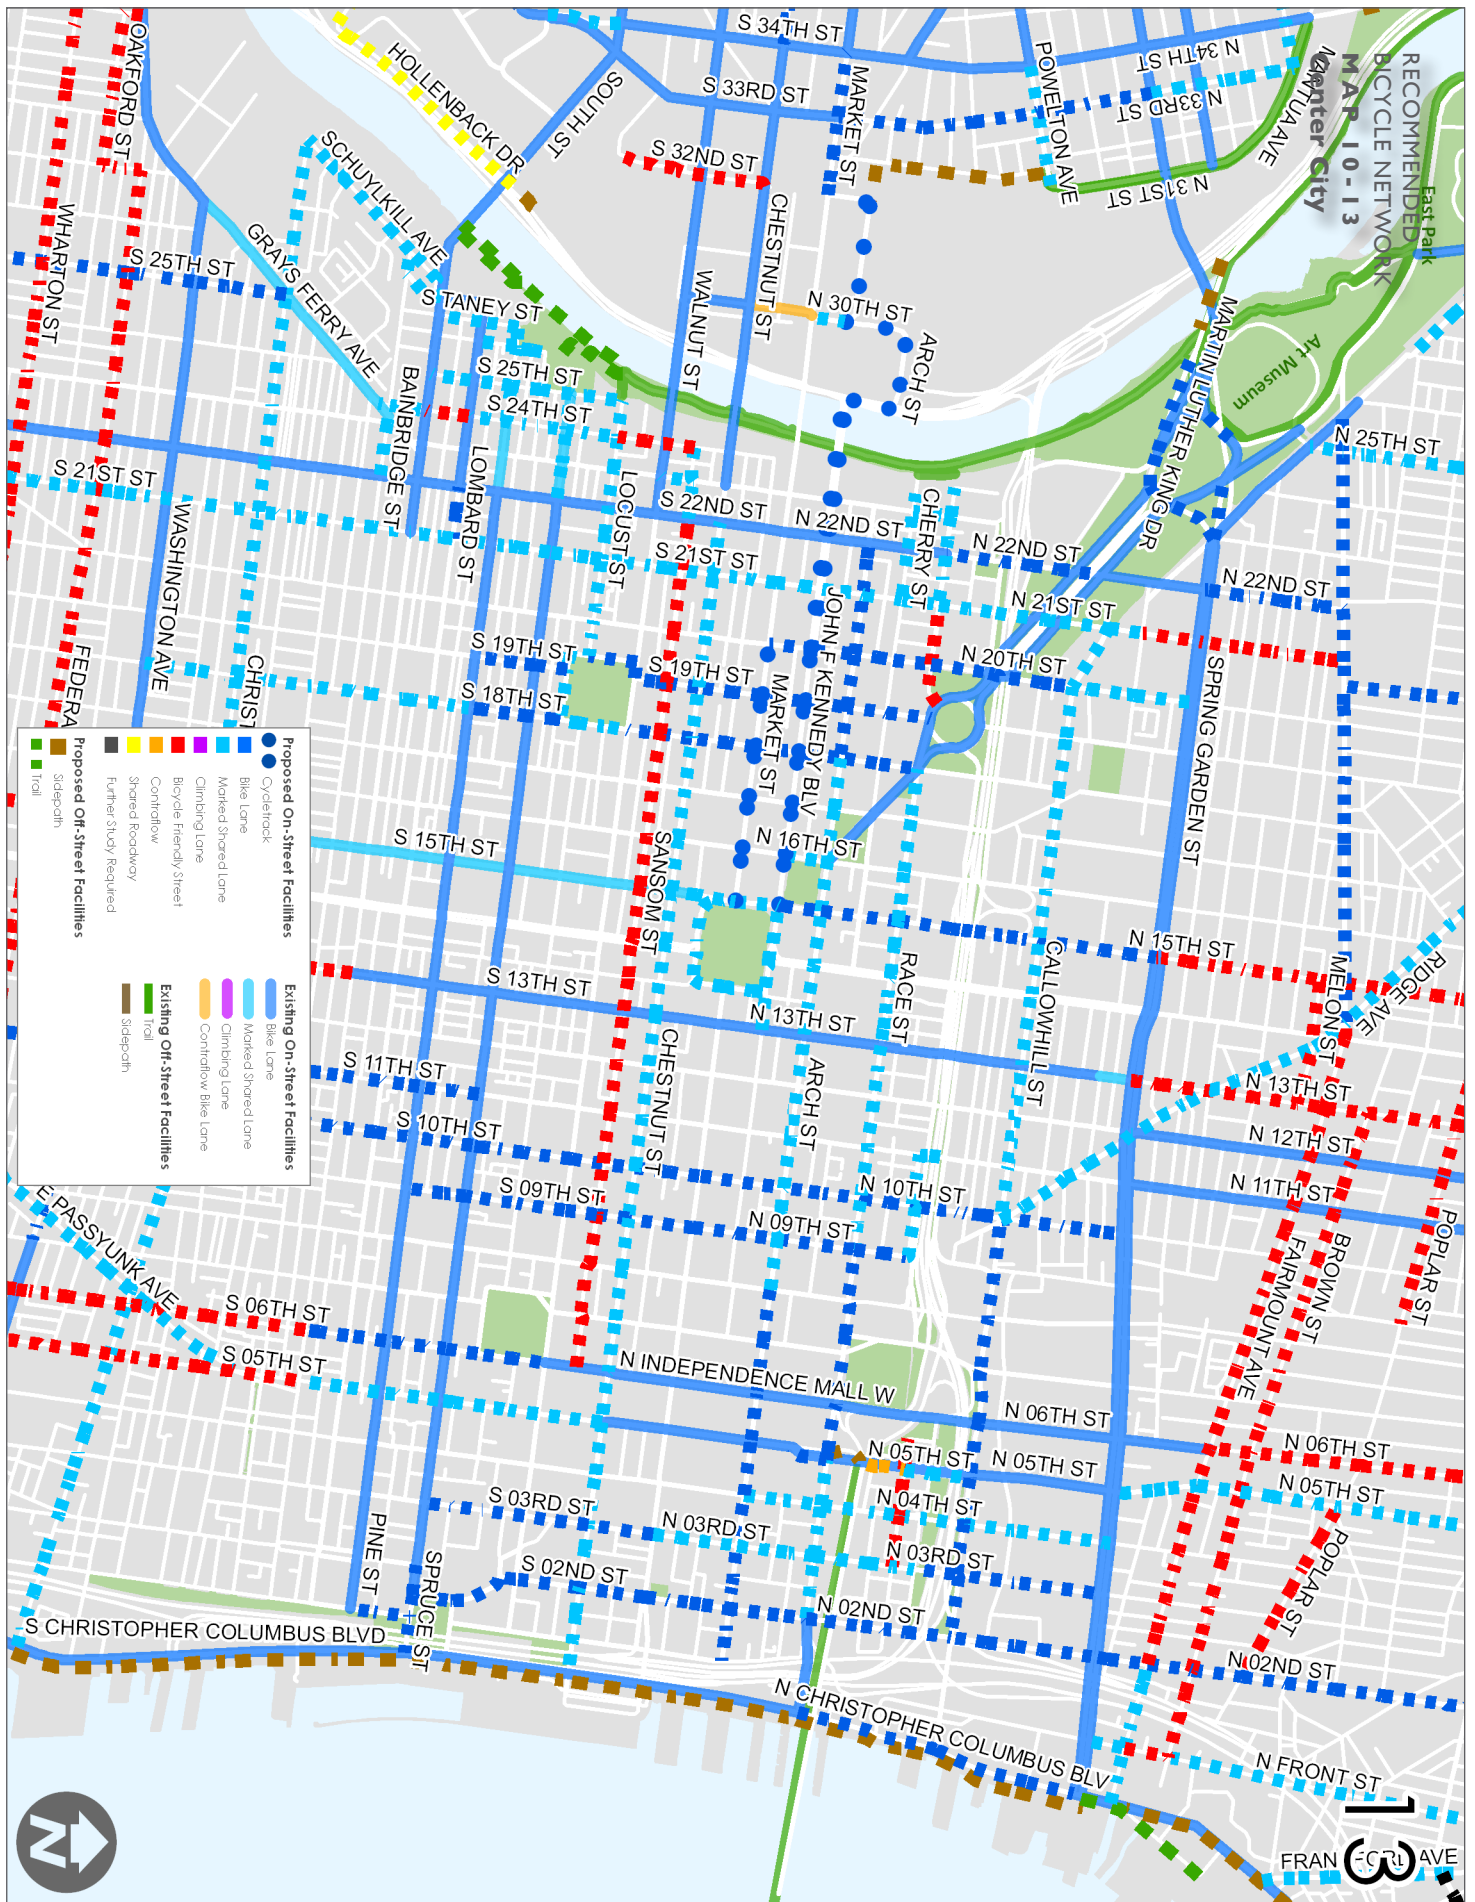 RECOMMENDED
BICYCLE NETWORK
MAP 10-13
Center City
13
East Park
Art Museum
S 34TH ST
N 34TH ST
S 33RD ST
N 33RD ST
S 32ND ST
N 31ST ST
MARKET ST
POWELTON AVE
MANTUA AVE
OAKFORD ST
HOLLENBACK DR
SOUTH ST
SCHUYLKILL AVE
WHARTON ST
S 25TH ST
GRAYS FERRY AVE
S TANEY ST
CHESTNUT ST
WALNUT ST
N 30TH ST
ARCH ST
MARTIN LUTHER KING DR
S 25TH ST
S 24TH ST
N 25TH ST
BAINBRIDGE ST
LOMBARD ST
LOCUST ST
S 21ST ST
S 22ND ST
N 22ND ST
CHERRY ST
N 22ND ST
N 22ND ST
S 21ST ST
N 21ST ST
WASHINGTON AVE
FEDERA
CHRIST
JOHN F KENNEDY BLV
S 19TH ST
S 19TH ST
N 20TH ST
S 18TH ST
MARKET ST
SPRING GARDEN ST
S 15TH ST
SANSOM ST
N 16TH ST
N 15TH ST
RACE ST
CALLOWHILL ST
MELON ST
RIDGE AVE
S 13TH ST
N 13TH ST
N 13TH ST
CHESTNUT ST
ARCH ST
S 11TH ST
S 10TH ST
N 12TH ST
N 11TH ST
S 09TH ST
N 10TH ST
N 09TH ST
POPLAR ST
BROWN ST
FAIRMOUNT AVE
E PASSYUNK AVE
S 06TH ST
S 05TH ST
N INDEPENDENCE MALL W
N 06TH ST
N 06TH ST
N 05TH ST
N 05TH ST
N 05TH ST
S 03RD ST
N 03RD ST
N 04TH ST
N 03RD ST
POPLAR ST
PINE ST
SPRUCE ST
S 02ND ST
N 02ND ST
N 02ND ST
S CHRISTOPHER COLUMBUS BLVD
N CHRISTOPHER COLUMBUS BLV
N FRONT ST
Proposed On-Street Facilities
Cycletrack
Bike Lane
Marked Shared Lane
Climbing Lane
Bicycle Friendly Street
Contraflow
Shared Roadway
Further Study Required
Proposed Off-Street Facilities
Sidepath
Trail
Existing On-Street Facilities
Bike Lane
Marked Shared Lane
Climbing Lane
Contraflow Bike Lane
Existing Off-Street Facilities
Trail
Sidepath
N